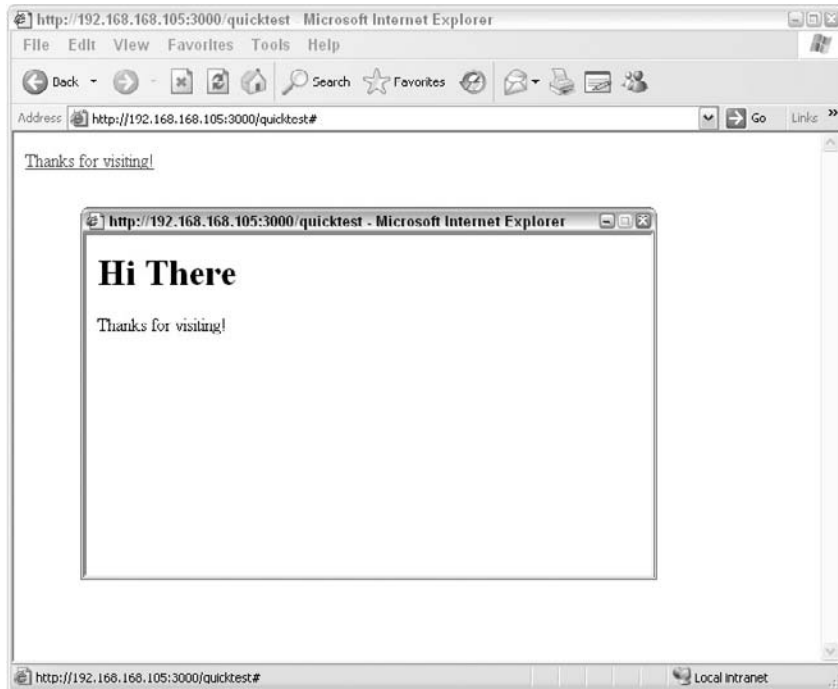 http://192.168.168.105:3000/quicktest - Microsoft Internet Explorer
File Edit View Favorites Tools Help
Back Search Favorites
Address http://192.168.168.105:3000/quicktest# Go Links »
Thanks for visiting!
http://192.168.168.105:3000/quicktest - Microsoft Internet Explorer
Hi There
Thanks for visiting!
http://192.168.168.105:3000/quicktest# Local intranet